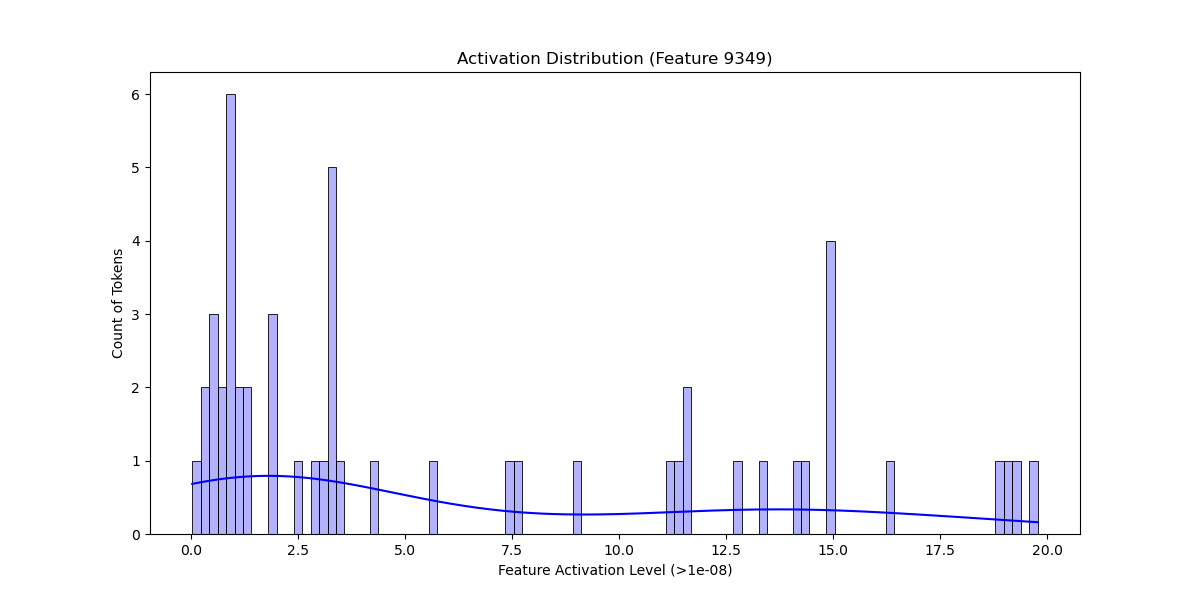 Activation Distribution (Feature 9349)
Count of Tokens
6
5
4
3
2
1
0
0.0 2.5 5.0 7.5 10.0 12.5 15.0 17.5 20.0
Feature Activation Level (>1e-08)